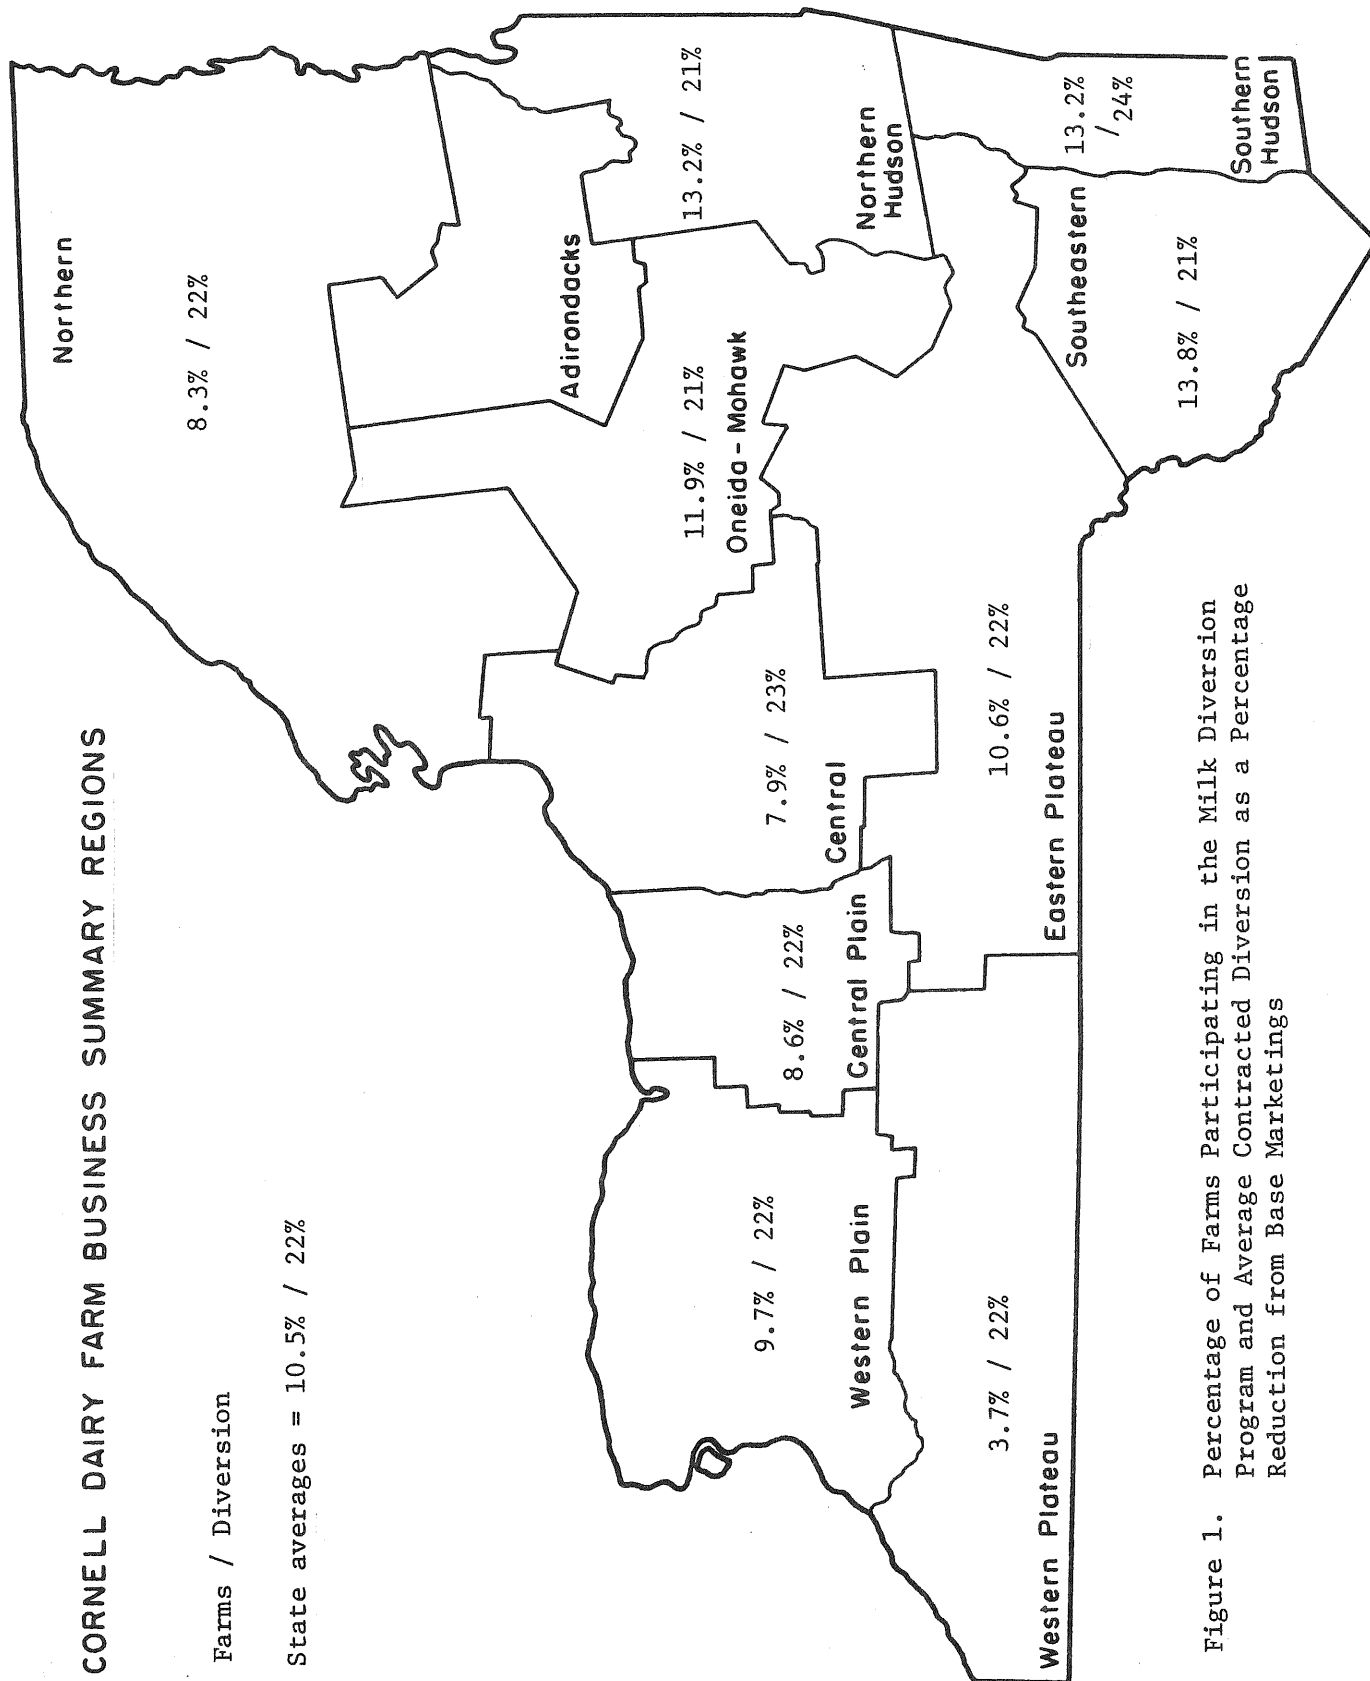 CORNELL DAIRY FARM BUSINESS SUMMARY REGIONS
Farms / Diversion
State averages = 10.5% / 22%
Northern
8.3% / 22%
Adirondacks
13.2% / 21%
Northern
Hudson
11.9% / 21%
Oneida-Mohawk
7.9% / 23%
Central
8.6% / 22%
Central Plain
9.7% / 22%
Western Plain
3.7% / 22%
Western Plateau
10.6% / 22%
Eastern Plateau
Southeastern
13.8% / 21%
13.2%
/ 24%
Southern
Hudson
Figure 1. Percentage of Farms Participating in the Milk Diversion
Program and Average Contracted Diversion as a Percentage
Reduction from Base Marketings